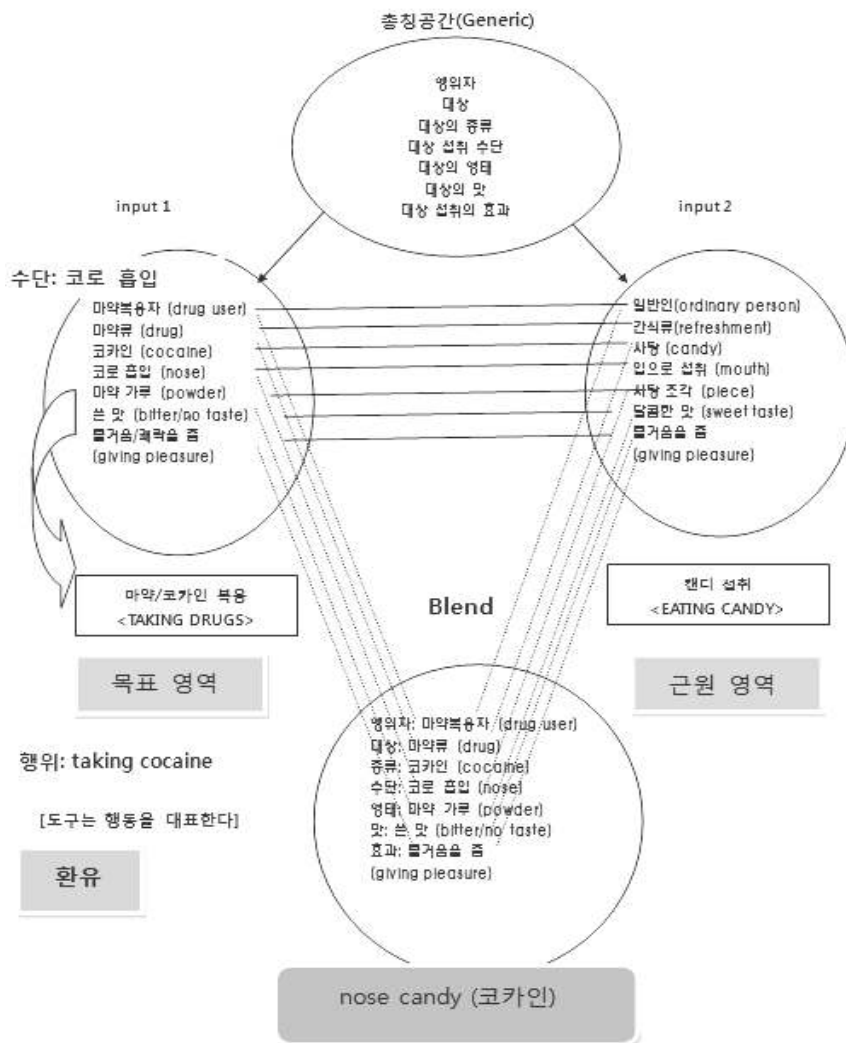 총칭공간(Generic)
행위자
대상
대상의 종류
대상 섭취 수단
대상의 형태
대상의 맛
대상 섭취의 효과
input 1
input 2
수단: 코로 흡입
마약복용자 (drug user)
마약류 (drug)
코카인 (cocaine)
코로 흡입 (nose)
마약 가루 (powder)
쓴 맛 (bitter/no taste)
즐거움/쾌락을 줌
(giving pleasure)
일반인(ordinary person)
간식류(refreshment)
사탕 (candy)
입으로 섭취 (mouth)
사탕 조각 (piece)
달콤한 맛 (sweet taste)
즐거움을 줌
(giving pleasure)
마약/코카인 복용
<TAKING DRUGS>
캔디 섭취
<EATING CANDY>
Blend
목표 영역
근원 영역
행위자: 마약복용자 (drug user)
대상: 마약류 (drug)
종류: 코카인 (cocaine)
수단: 코로 흡입 (nose)
형태: 마약 가루 (powder)
맛: 쓴 맛 (bitter/no taste)
효과: 즐거움을 줌
(giving pleasure)
행위: taking cocaine
[도구는 행동을 대표한다]
환유
nose candy (코카인)